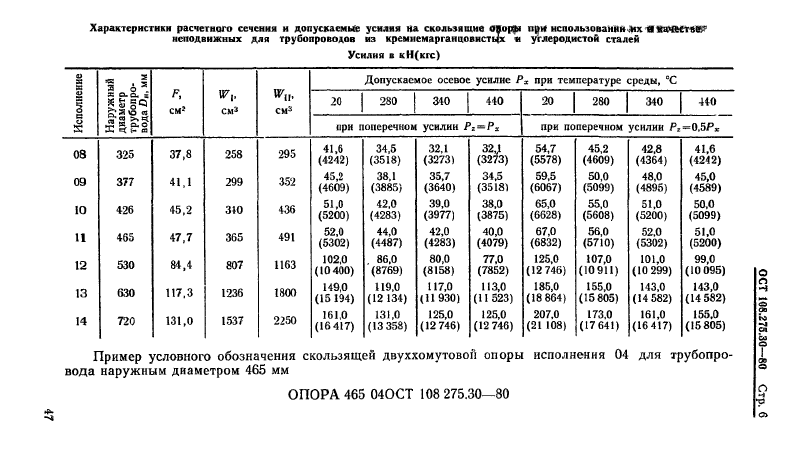 Характеристики расчетного сечения и допускаемые усилия на скользящие опоры при использовании их в качестве
неподвижных для трубопроводов из кремнемарганцовистых и углеродистой сталей
Усилия в кН(кгс)
Исполнение
Наружный диаметр трубопровода Dн, мм
F, см²
WI, см³
WII, см³
Допускаемое осевое усилие Px при температуре среды, °С
20 280 340 440 20 280 340 440
при поперечном усилии Pz=Px при поперечном усилии Pz=0,5Px
08 325 37,8 258 295 41,6 34,5 32,1 32,1 54,7 45,2 42,8 41,6
(4242) (3518) (3273) (3273) (5578) (4609) (4364) (4242)
09 377 41,1 299 352 45,2 38,1 35,7 34,5 59,5 50,0 48,0 45,0
(4609) (3885) (3640) (3518) (6067) (5099) (4895) (4589)
10 426 45,2 340 436 51,0 42,0 39,0 38,0 65,0 55,0 51,0 50,0
(5200) (4283) (3977) (3875) (6628) (5608) (5200) (5099)
11 465 47,7 365 491 52,0 44,0 42,0 40,0 67,0 56,0 52,0 51,0
(5302) (4487) (4283) (4079) (6832) (5710) (5302) (5200)
12 530 84,4 807 1163 102,0 86,0 80,0 77,0 125,0 107,0 101,0 99,0
(10 400) (8769) (8158) (7852) (12 746) (10 911) (10 299) (10 095)
13 630 117,3 1236 1800 149,0 119,0 117,0 113,0 185,0 155,0 143,0 143,0
(15 194) (12 134) (11 930) (11 523) (18 864) (15 805) (14 582) (14 582)
14 720 131,0 1537 2250 161,0 131,0 125,0 125,0 207,0 173,0 161,0 155,0
(16 417) (13 358) (12 746) (12 746) (21 108) (17 641) (16 417) (15 805)
Пример условного обозначения скользящей двуххомутовой опоры исполнения 04 для трубопро-
вода наружным диаметром 465 мм
ОПОРА 465 04ОСТ 108 275.30—80
ОСТ 108.275.30—80 Стр. 6
47